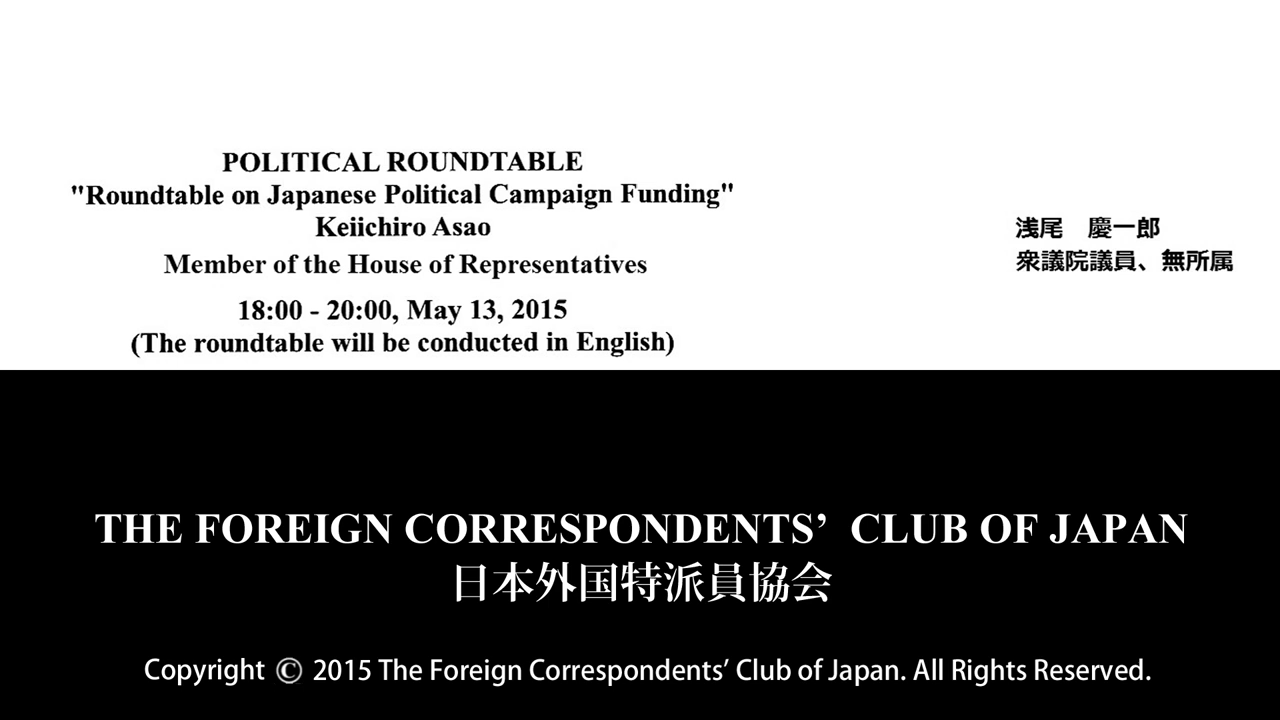 POLITICAL ROUNDTABLE
"Roundtable on Japanese Political Campaign Funding"
Keiichiro Asao
Member of the House of Representatives
18:00 - 20:00, May 13, 2015
(The roundtable will be conducted in English)
浅尾　慶一郎
衆議院議員、無所属
THE FOREIGN CORRESPONDENTS’ CLUB OF JAPAN
日本外国特派員協会
Copyright © 2015 The Foreign Correspondents’ Club of Japan. All Rights Reserved.